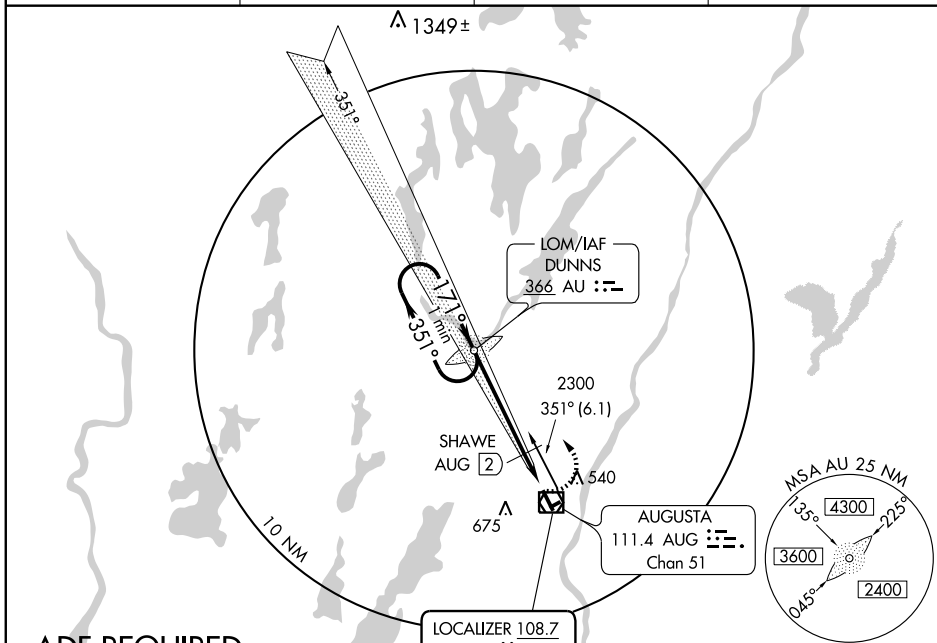 1349±
351°
LOM/IAF
DUNNS
366 AU
171°
1 min
351°
2300
351° (6.1)
SHAWE
AUG 2
540
675
10 NM
AUGUSTA
111.4 AUG
Chan 51
MSA AU 25 NM
135°
4300
225°
3600
2400
045°
LOCALIZER 108.7
ADF REQUIRED